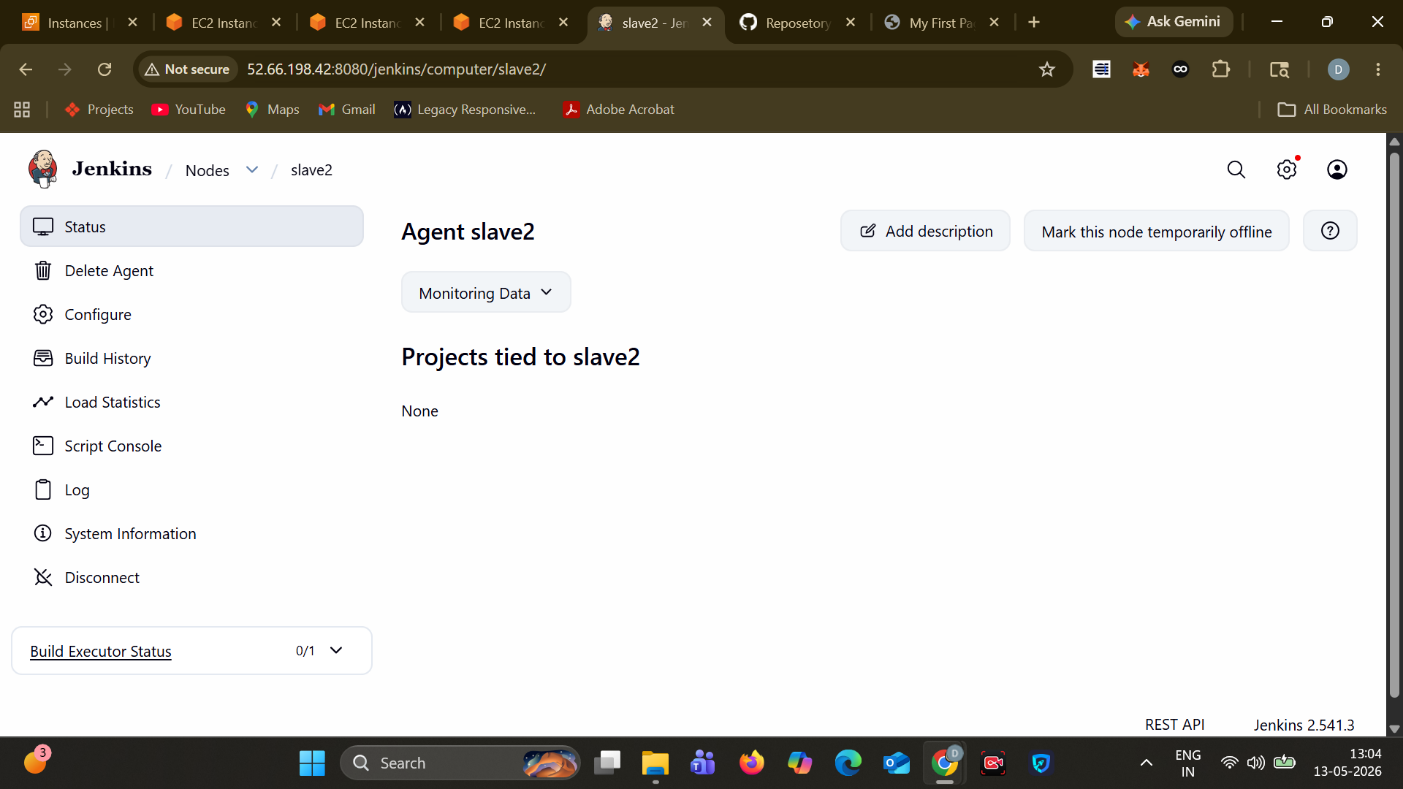 Instances |
EC2 Instanc
EC2 Instanc
EC2 Instanc
slave2 - Jen
Reposetory
My First Pa
Ask Gemini
Not secure
52.66.198.42:8080/jenkins/computer/slave2/
D
Projects
YouTube
Maps
Gmail
Legacy Responsive...
Adobe Acrobat
All Bookmarks
Jenkins / Nodes / slave2
Status
Delete Agent
Configure
Build History
Load Statistics
Script Console
Log
System Information
Disconnect
Build Executor Status 0/1
Agent slave2
Add description
Mark this node temporarily offline
Monitoring Data
Projects tied to slave2
None
REST API
Jenkins 2.541.3
3
Search
D
ENG
IN
13:04
13-05-2026